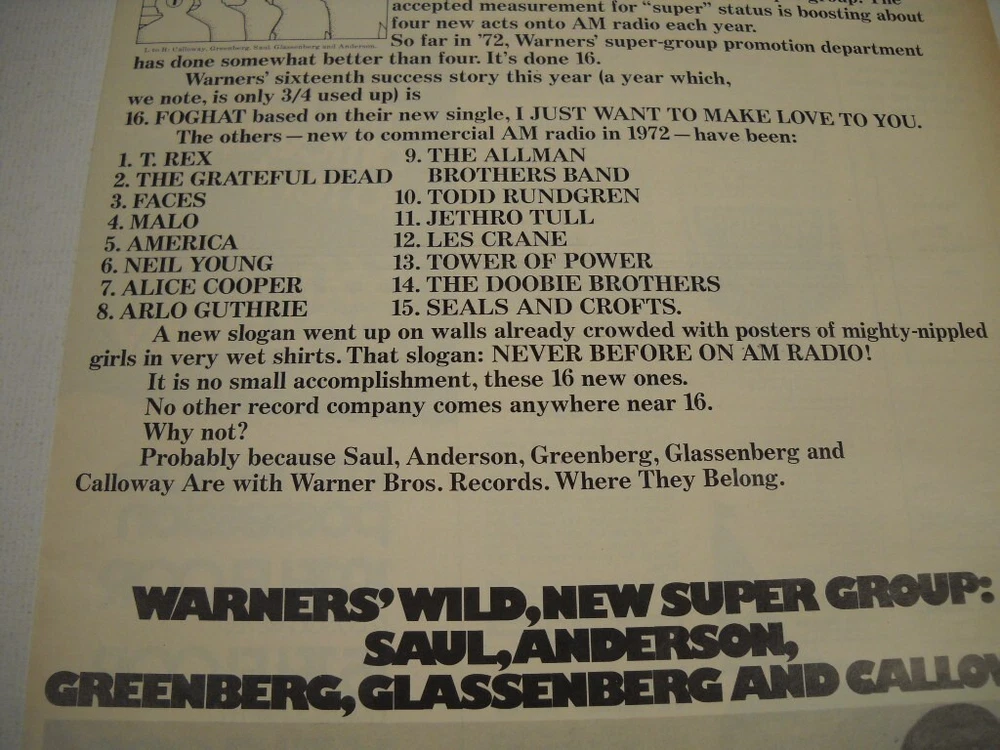 accepted measurement for "super" status is boosting about
four new acts onto AM radio each year.
L to R: Calloway, Greenberg, Saul, Glassenberg and Anderson.
So far in '72, Warners' super-group promotion department
has done somewhat better than four. It's done 16.
Warners' sixteenth success story this year (a year which,
we note, is only 3/4 used up) is
16. FOGHAT based on their new single, I JUST WANT TO MAKE LOVE TO YOU.
The others — new to commercial AM radio in 1972 — have been:
1. T. REX
2. THE GRATEFUL DEAD
3. FACES
4. MALO
5. AMERICA
6. NEIL YOUNG
7. ALICE COOPER
8. ARLO GUTHRIE
9. THE ALLMAN
BROTHERS BAND
10. TODD RUNDGREN
11. JETHRO TULL
12. LES CRANE
13. TOWER OF POWER
14. THE DOOBIE BROTHERS
15. SEALS AND CROFTS.
A new slogan went up on walls already crowded with posters of mighty-nippled
girls in very wet shirts. That slogan: NEVER BEFORE ON AM RADIO!
It is no small accomplishment, these 16 new ones.
No other record company comes anywhere near 16.
Why not?
Probably because Saul, Anderson, Greenberg, Glassenberg and
Calloway Are with Warner Bros. Records. Where They Belong.
WARNERS' WILD, NEW SUPER GROUP:
SAUL, ANDERSON,
GREENBERG, GLASSENBERG AND CALLOW